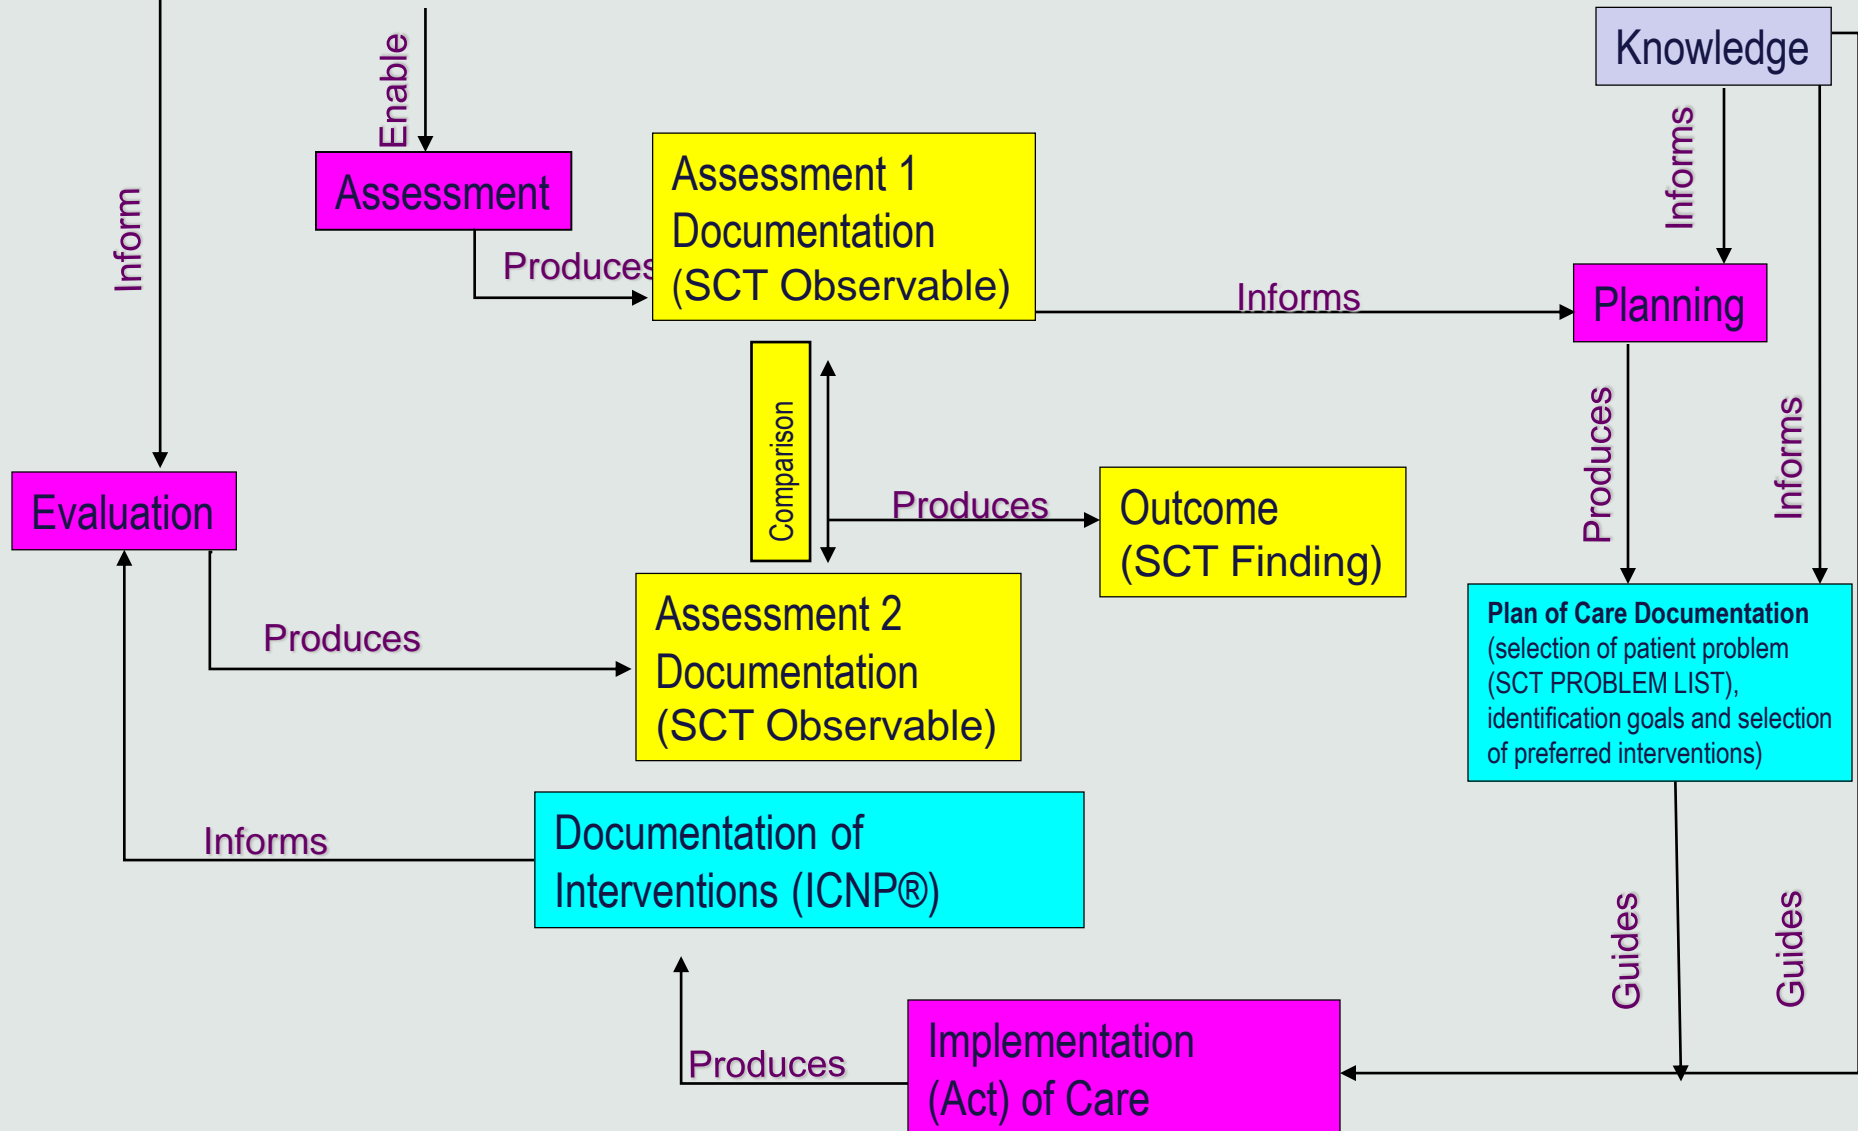 Knowledge
Enable
Informs
Assessment
Assessment 1
Documentation
(SCT Observable)
Inform
Produces
Informs
Planning
Comparison
Produces
Informs
Evaluation
Produces
Outcome
(SCT Finding)
Produces
Assessment 2
Documentation
(SCT Observable)
Plan of Care Documentation
(selection of patient problem
(SCT PROBLEM LIST),
identification goals and selection
of preferred interventions)
Informs
Documentation of
Interventions (ICNP®)
Guides
Guides
Produces
Implementation
(Act) of Care